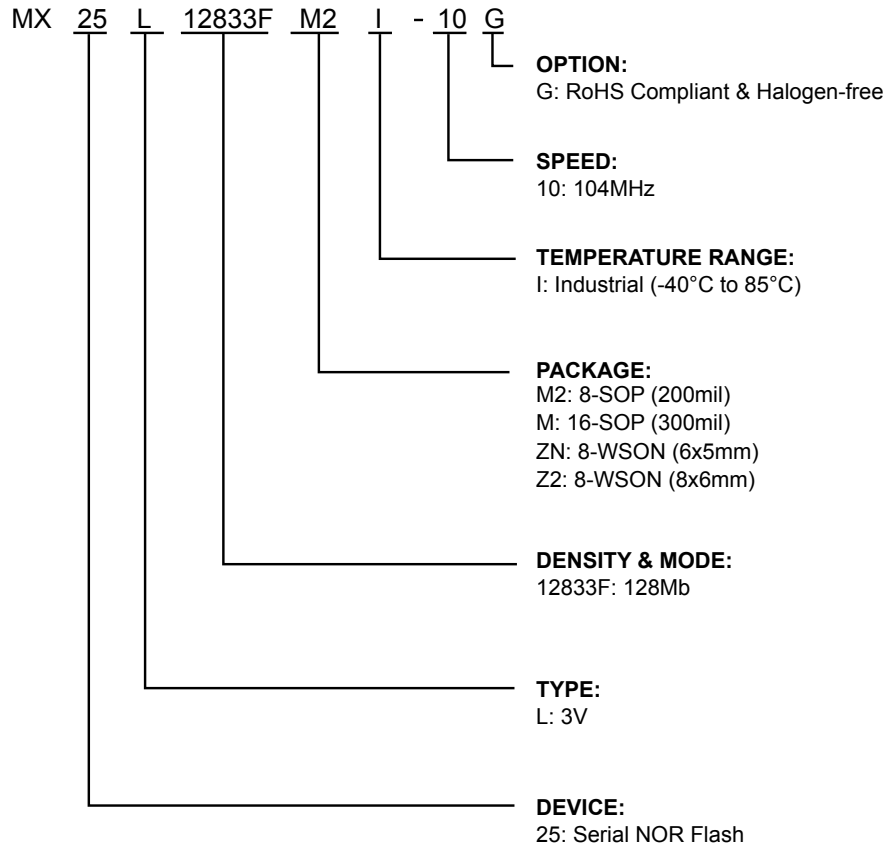 MX 25 L 12833F M2 I - 10 G
OPTION:
G: RoHS Compliant & Halogen-free
SPEED:
10: 104MHz
TEMPERATURE RANGE:
I: Industrial (-40°C to 85°C)
PACKAGE:
M2: 8-SOP (200mil)
M: 16-SOP (300mil)
ZN: 8-WSON (6x5mm)
Z2: 8-WSON (8x6mm)
DENSITY & MODE:
12833F: 128Mb
TYPE:
L: 3V
DEVICE:
25: Serial NOR Flash